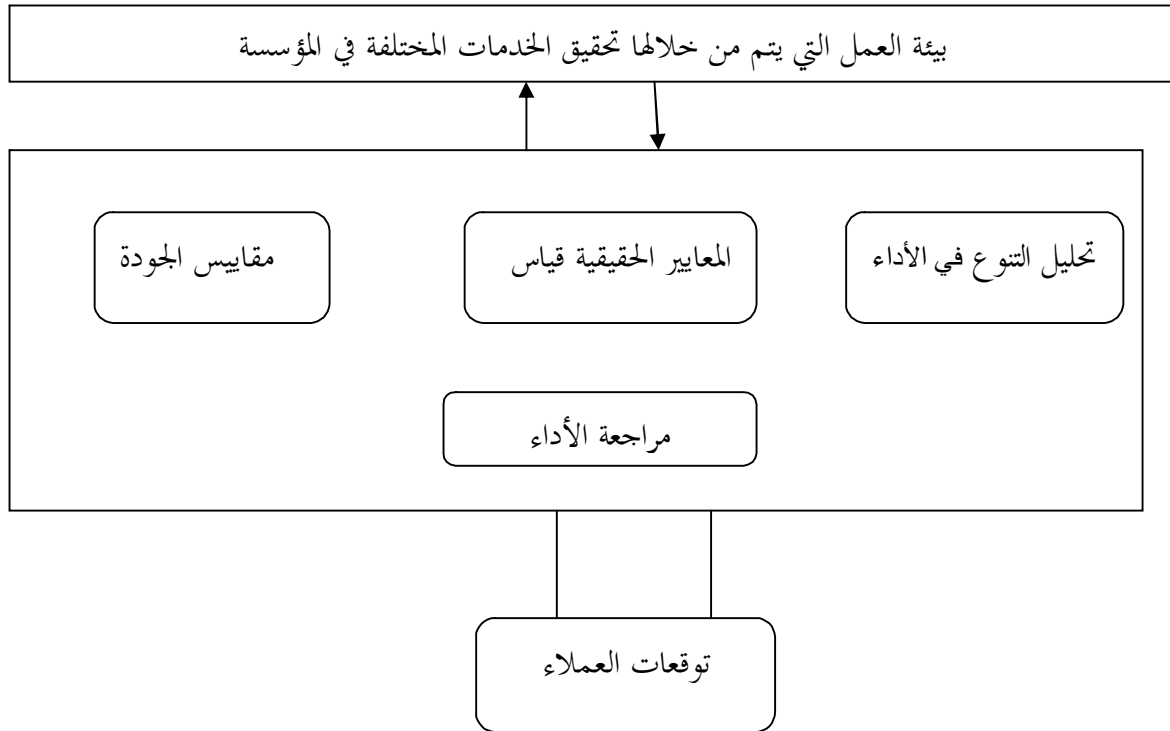 بيئة العمل التي يتم من خلالها تحقيق الخدمات المختلفة في المؤسسة
تحليل التنوع في الأداء
المعايير الحقيقية قياس
مقاييس الجودة
مراجعة الأداء
توقعات العملاء